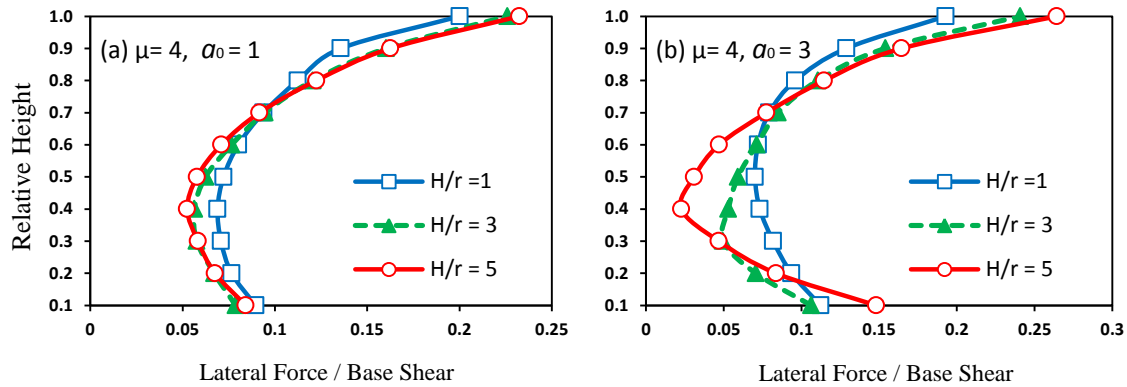 (a) μ= 4, ɑ0 = 1
Relative Height
1.0
0.9
0.8
0.7
0.6
0.5
0.4
0.3
0.2
0.1
H/r =1
H/r = 3
H/r = 5
0 0.05 0.1 0.15 0.2 0.25
Lateral Force / Base Shear
(b) μ= 4, ɑ0 = 3
1.0
0.9
0.8
0.7
0.6
0.5
0.4
0.3
0.2
0.1
H/r =1
H/r = 3
H/r = 5
0 0.05 0.1 0.15 0.2 0.25 0.3
Lateral Force / Base Shear